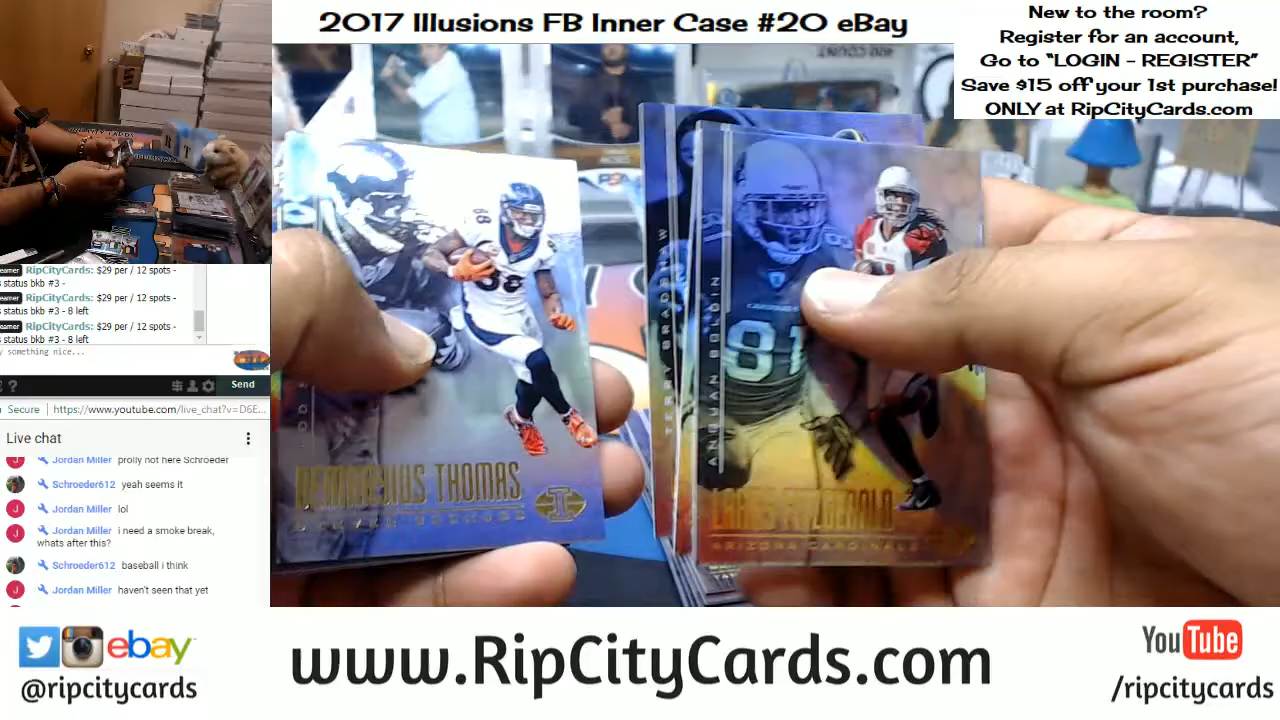 2017 Illusions FB Inner Case #20 eBay
New to the room?
Register for an account,
Go to "LOGIN - REGISTER"
Save $15 off your 1st purchase!
ONLY at RipCityCards.com
RipCityCards: $29 per / 12 spots -
s status bkb #3 -
RipCityCards: $29 per / 12 spots -
s status bkb #3 - 8 left
RipCityCards: $29 per / 12 spots -
s status bkb #3 - 8 left
y something nice...
Send
Secure
https://www.youtube.com/live_chat?v=D6E...
Live chat
Jordan Miller prolly not here Schroeder
Schroeder612 yeah seems it
Jordan Miller lol
Jordan Miller i need a smoke break,
whats after this?
Schroeder612 baseball i think
Jordan Miller haven't seen that yet
88
DEMARYIUS THOMAS
TERRY BRADSHAW
ANQUAN BOLDIN
81
LARRY FITZGERALD
ARIZONA CARDINALS
ebay
@ripcitycards
www.RipCityCards.com
YouTube
/ripcitycards